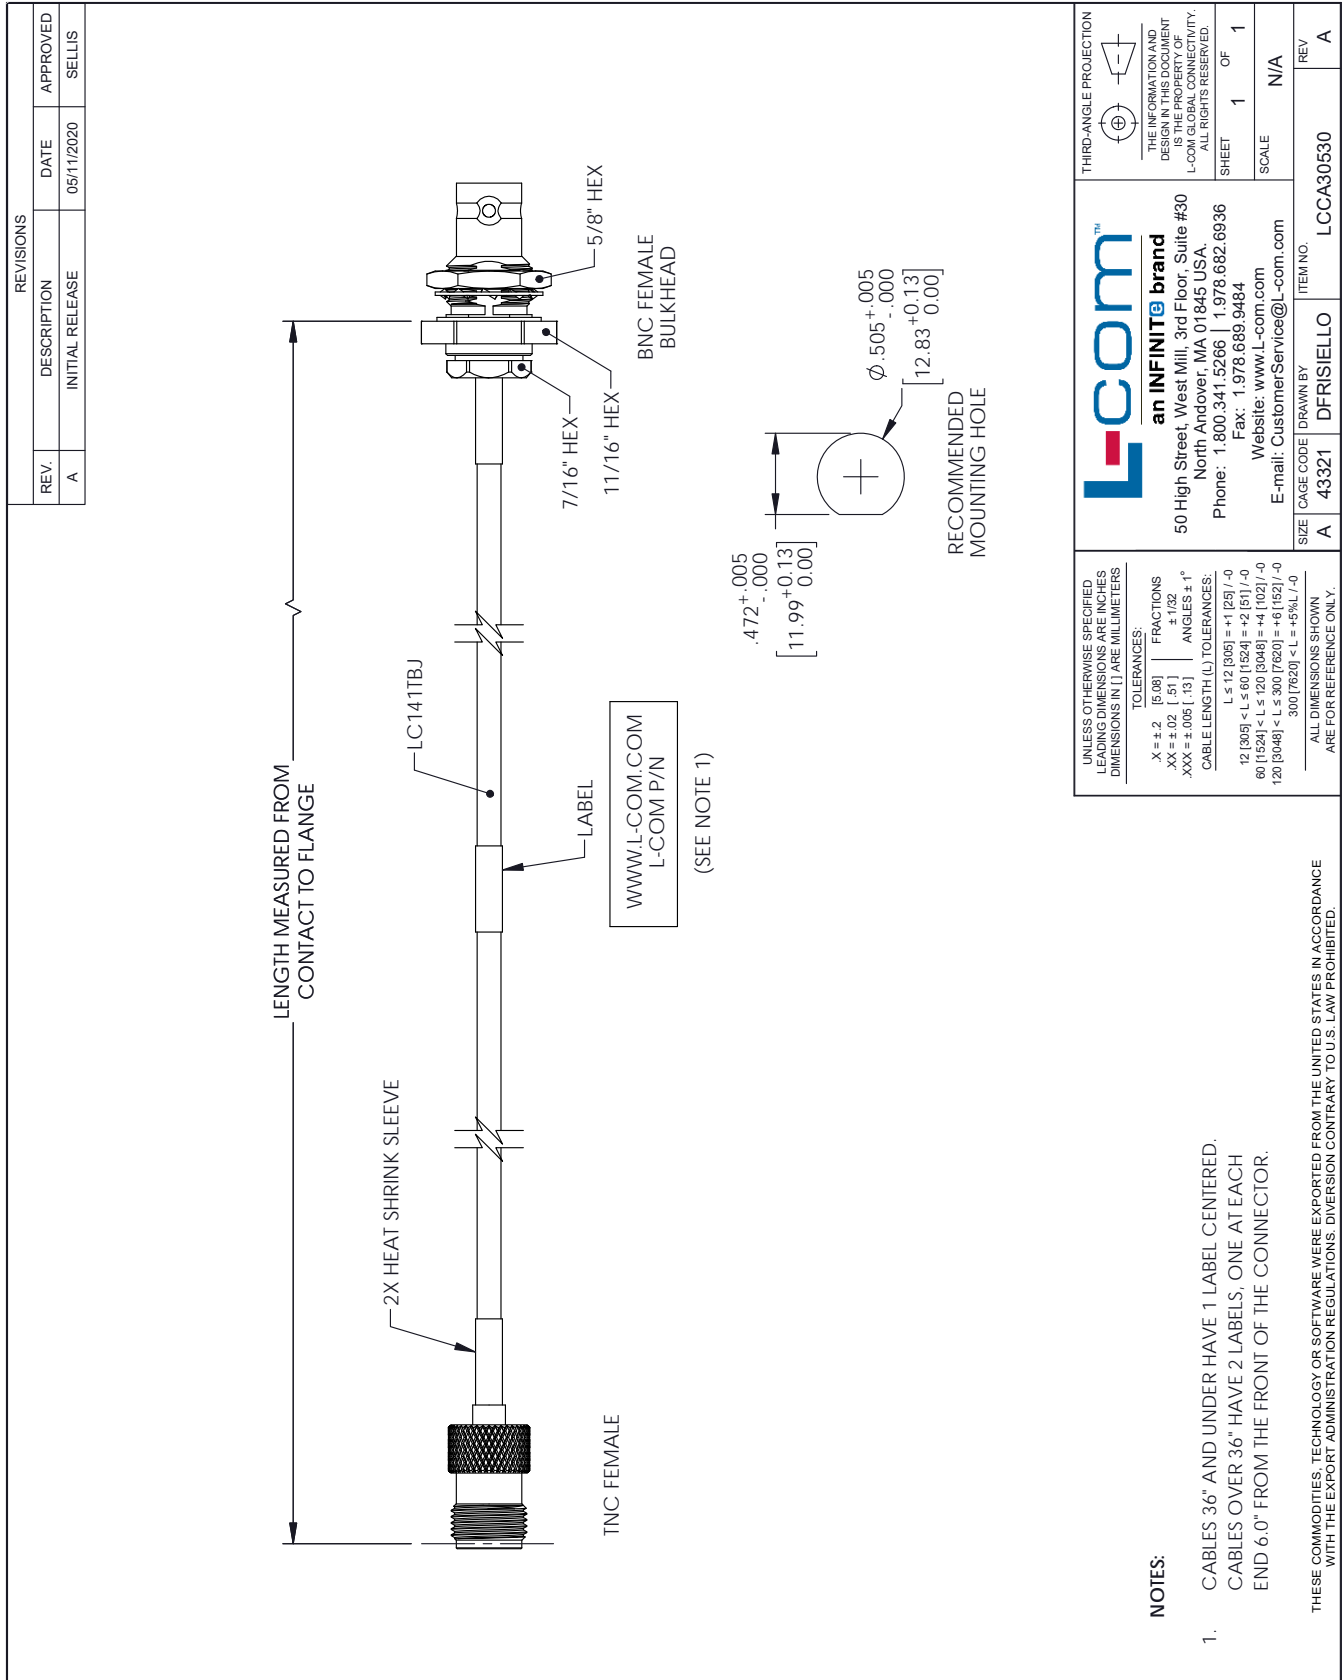 REVISIONS
REV.
DESCRIPTION
DATE
APPROVED
A
INITIAL RELEASE
05/11/2020
SELLIS
LENGTH MEASURED FROM
CONTACT TO FLANGE
2X HEAT SHRINK SLEEVE
LC141TBJ
LABEL
WWW.L-COM.COM
L-COM P/N
(SEE NOTE 1)
TNC FEMALE
7/16" HEX
11/16" HEX
5/8" HEX
BNC FEMALE
BULKHEAD
.472 +.005
-.000
[11.99 +0.13
0.00]
Ø.505 +.005
-.000
[12.83 +0.13
0.00]
RECOMMENDED
MOUNTING HOLE
NOTES:
1. CABLES 36" AND UNDER HAVE 1 LABEL CENTERED.
CABLES OVER 36" HAVE 2 LABELS, ONE AT EACH
END 6.0" FROM THE FRONT OF THE CONNECTOR.
THESE COMMODITIES, TECHNOLOGY OR SOFTWARE WERE EXPORTED FROM THE UNITED STATES IN ACCORDANCE
WITH THE EXPORT ADMINISTRATION REGULATIONS. DIVERSION CONTRARY TO U.S. LAW PROHIBITED.
UNLESS OTHERWISE SPECIFIED
LEADING DIMENSIONS ARE INCHES
DIMENSIONS IN [ ] ARE MILLIMETERS
TOLERANCES:
.X = ±.2 [5.08] FRACTIONS
.XX = ±.02 [.51] ± 1/32
.XXX = ±.005 [.13] ANGLES ± 1°
CABLE LENGTH (L) TOLERANCES:
L ≤ 12 [305] = +1 [25] / -0
12 [305] < L ≤ 60 [1524] = +2 [51] / -0
60 [1524] < L ≤ 120 [3048] = +4 [102] / -0
120 [3048] < L ≤ 300 [7620] = +6 [152] / -0
300 [7620] < L = +5%L / -0
ALL DIMENSIONS SHOWN
ARE FOR REFERENCE ONLY.
L-com™
an INFINITe brand
50 High Street, West Mill, 3rd Floor, Suite #30
North Andover, MA 01845 USA.
Phone: 1.800.341.5266 | 1.978.682.6936
Fax: 1.978.689.9484
Website: www.L-com.com
E-mail: CustomerService@L-com.com
THIRD-ANGLE PROJECTION
THE INFORMATION AND
DESIGN IN THIS DOCUMENT
IS THE PROPERTY OF
L-COM GLOBAL CONNECTIVITY.
ALL RIGHTS RESERVED.
SHEET 1 OF 1
SCALE N/A
SIZE A
CAGE CODE 43321
DRAWN BY DFRISIELLO
ITEM NO. LCCA30530
REV A